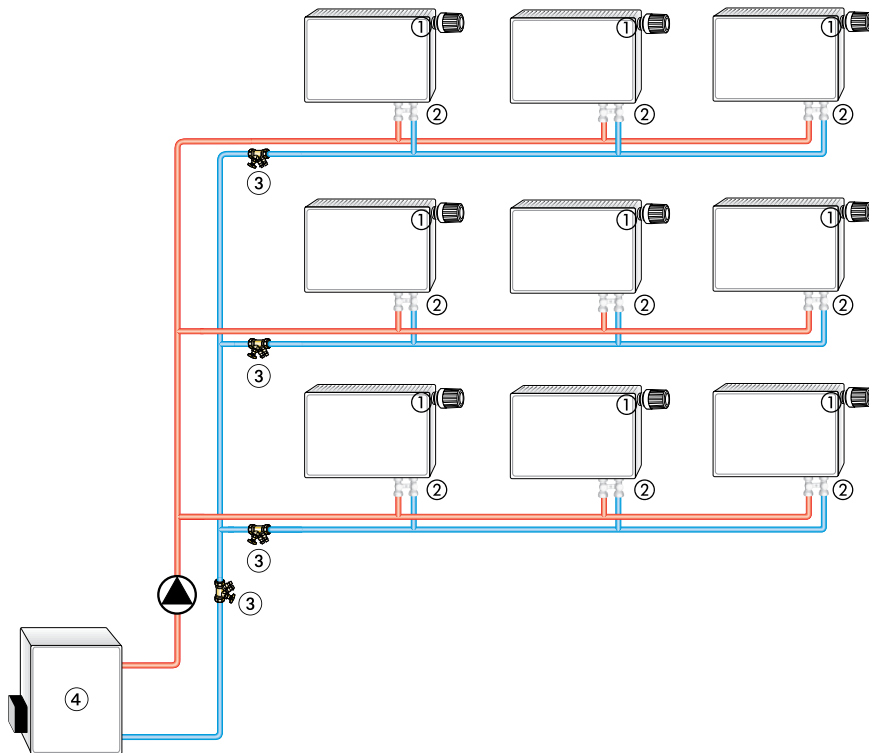 ① ① ①
② ② ②
③
① ① ①
② ② ②
③
① ① ①
② ② ②
③
③
④